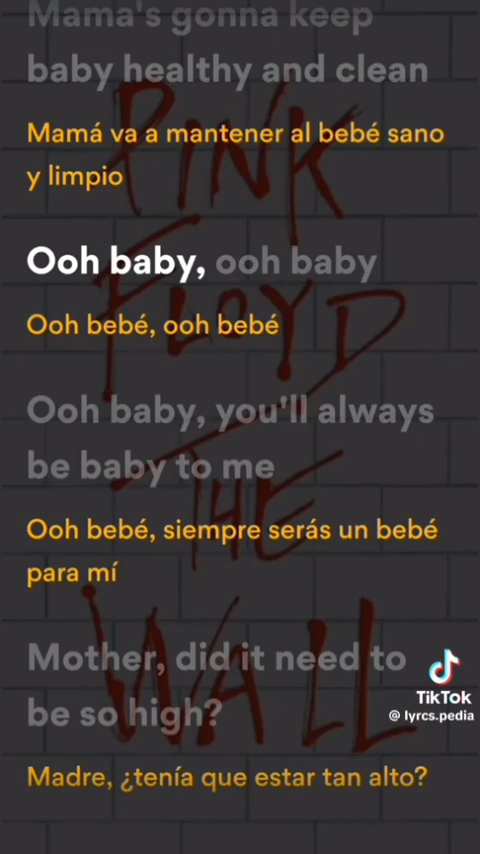 Mama's gonna keep
baby healthy and clean
Mamá va a mantener al bebé sano
y limpio
Ooh baby, ooh baby
Ooh bebé, ooh bebé
Ooh baby, you'll always
be baby to me
Ooh bebé, siempre serás un bebé
para mí
Mother, did it need to
be so high?
Madre, ¿tenía que estar tan alto?
PINK
FLOYD
THE
WALL
TikTok
@ lyrcs.pedia